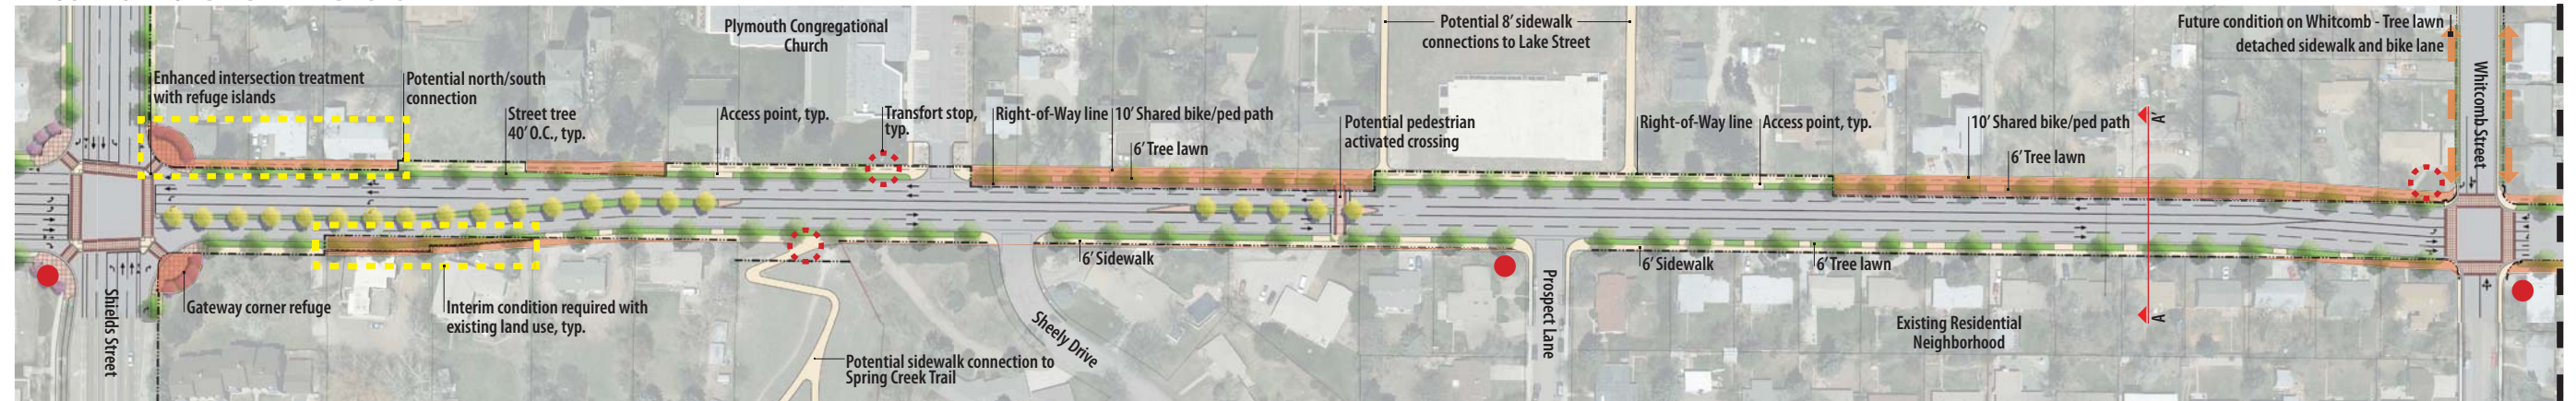 Plymouth Congregational
Church
Potential 8' sidewalk
connections to Lake Street
Future condition on Whitcomb - Tree lawn
detached sidewalk and bike lane
Enhanced intersection treatment
with refuge islands
Potential north/south
connection
Street tree
40' O.C., typ.
Access point, typ.
Transfort stop,
typ.
Right-of-Way line
10' Shared bike/ped path
6' Tree lawn
Potential pedestrian
activated crossing
Right-of-Way line
Access point, typ.
10' Shared bike/ped path
6' Tree lawn
A'
Whitcomb Street
Shields Street
Gateway corner refuge
Interim condition required with
existing land use, typ.
Potential sidewalk connection to
Spring Creek Trail
Sheely Drive
6' Sidewalk
Prospect Lane
6' Sidewalk
6' Tree lawn
Existing Residential
Neighborhood
A